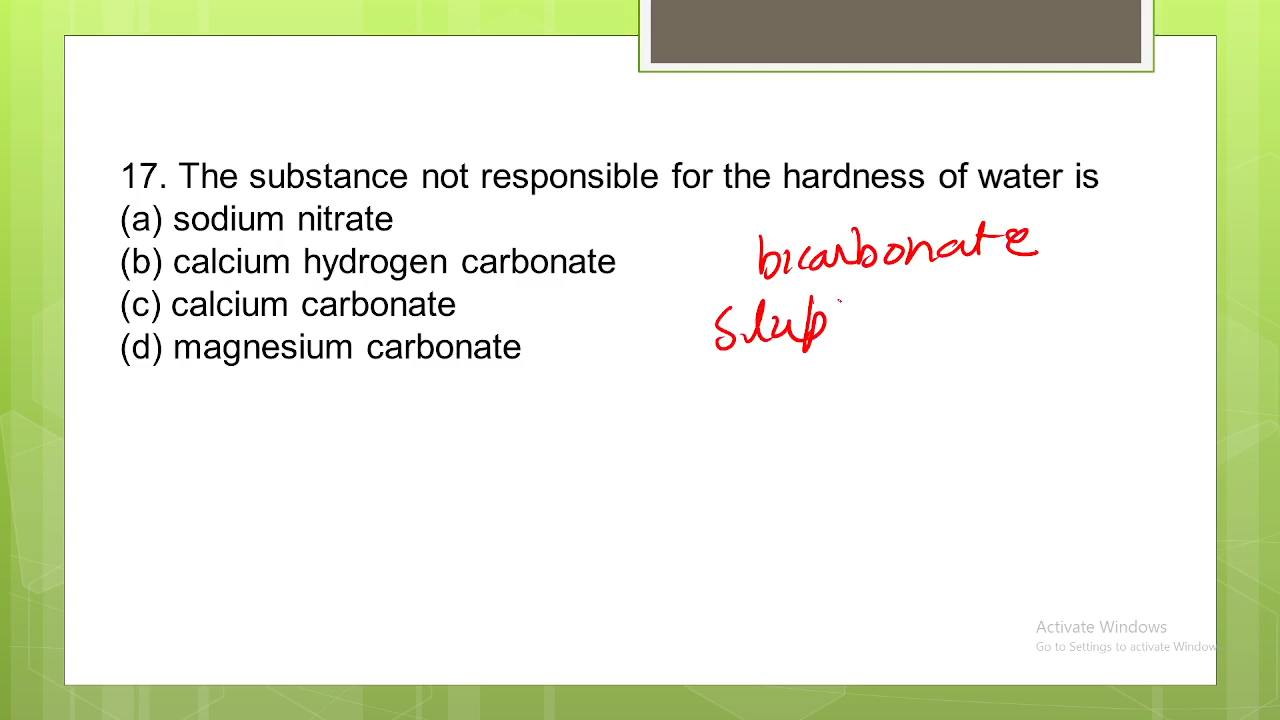 17. The substance not responsible for the hardness of water is
(a) sodium nitrate
(b) calcium hydrogen carbonate
(c) calcium carbonate
(d) magnesium carbonate
bicarbonate
Activate Windows
Go to Settings to activate Windows